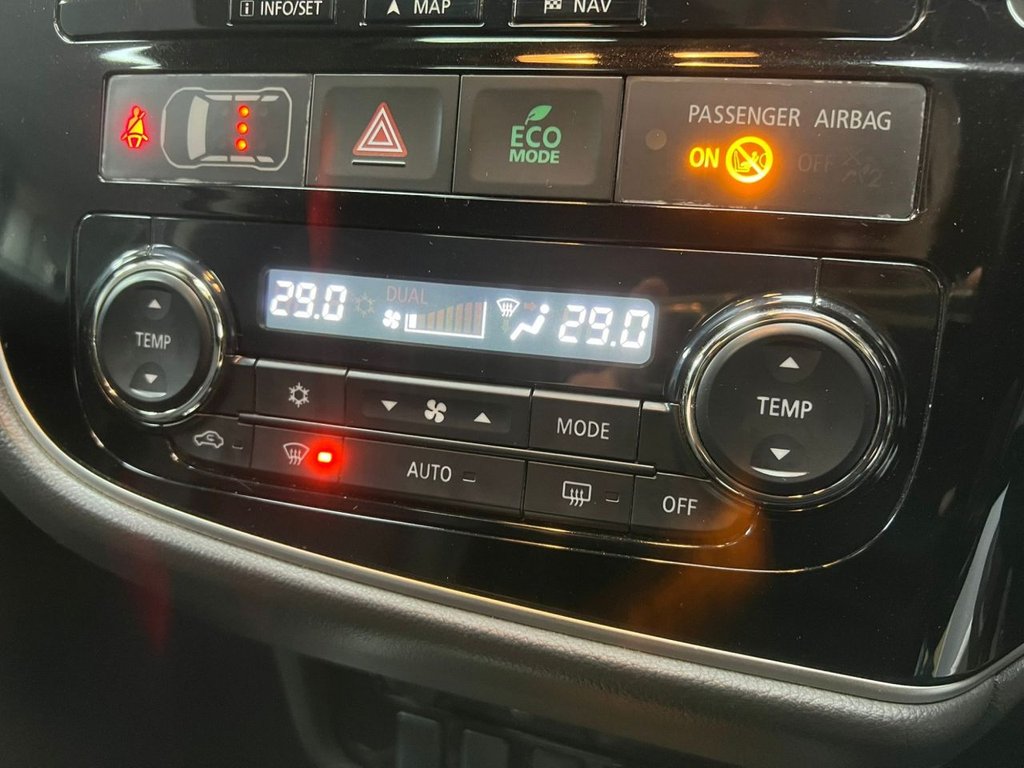 i INFO/SET MAP NAV
PASSENGER AIRBAG
ECO
MODE
ON OFF
2
29.0 DUAL 29.0
TEMP
TEMP
MODE
AUTO
OFF